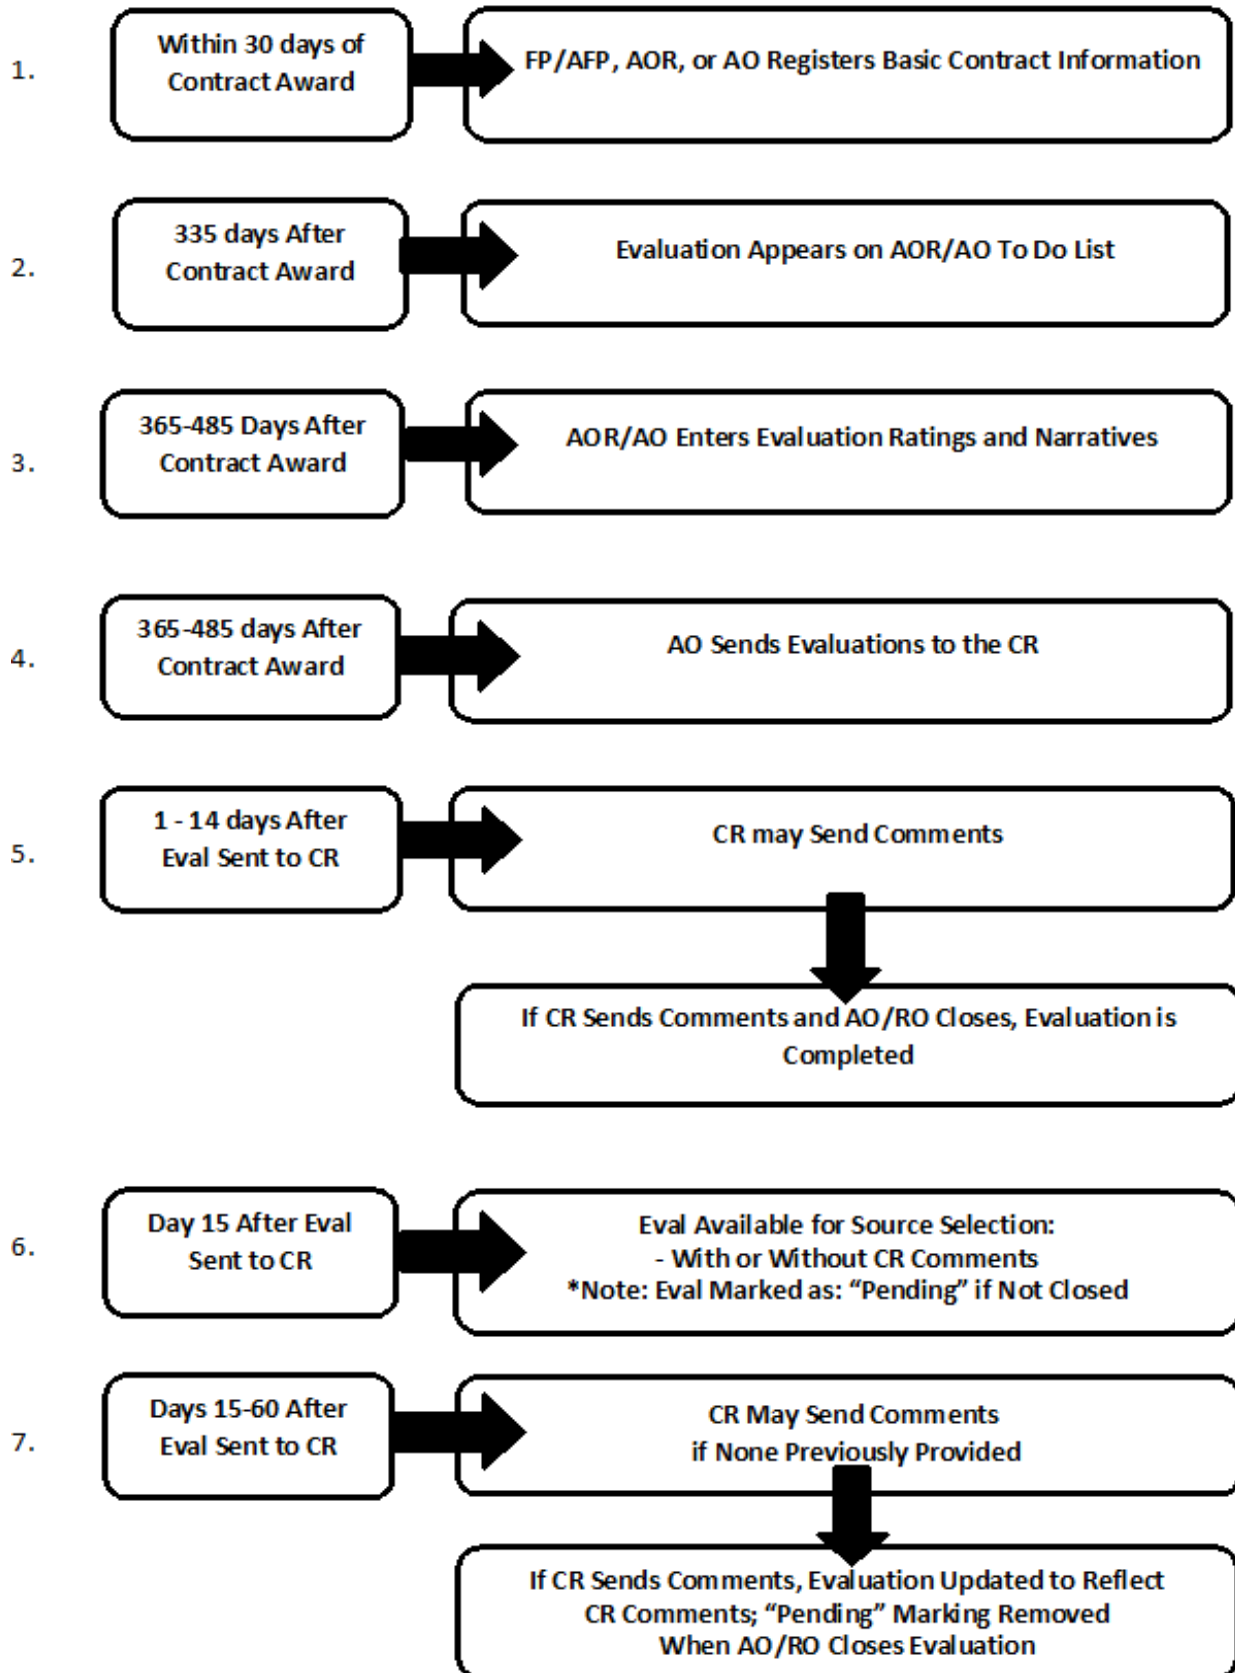 1.
Within 30 days of
Contract Award
FP/AFP, AOR, or AO Registers Basic Contract Information
2.
335 days After
Contract Award
Evaluation Appears on AOR/AO To Do List
3.
365-485 Days After
Contract Award
AOR/AO Enters Evaluation Ratings and Narratives
4.
365-485 days After
Contract Award
AO Sends Evaluations to the CR
5.
1 - 14 days After
Eval Sent to CR
CR may Send Comments
If CR Sends Comments and AO/RO Closes, Evaluation is
Completed
6.
Day 15 After Eval
Sent to CR
Eval Available for Source Selection:
- With or Without CR Comments
*Note: Eval Marked as: “Pending” if Not Closed
7.
Days 15-60 After
Eval Sent to CR
CR May Send Comments
if None Previously Provided
If CR Sends Comments, Evaluation Updated to Reflect
CR Comments; “Pending” Marking Removed
When AO/RO Closes Evaluation